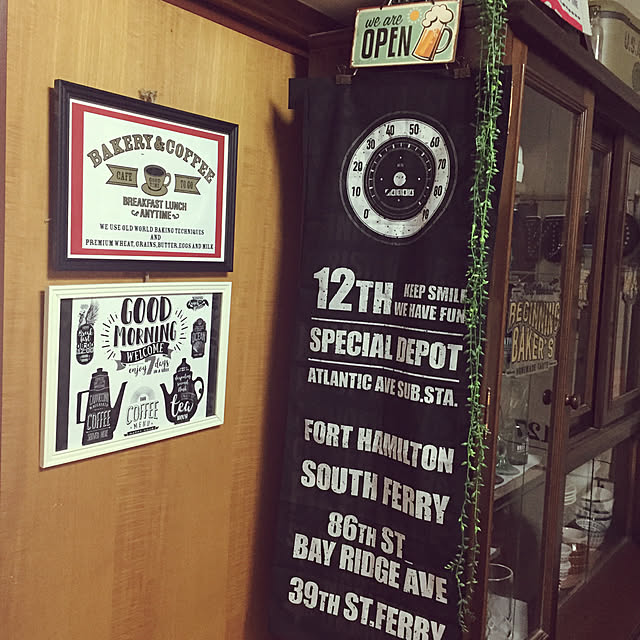 we are
OPEN
BAKERY & COFFEE
CAFE
TO GO
BREAKFAST LUNCH
ANYTIME
WE USE OLD WORLD BAKING TECHNIQUES
AND
PREMIUM WHEAT, GRAINS, BUTTER, EGGS AND MILK
GOOD
MORNING
WELCOME
enjoy 7 days
COFFEE
MENU
tea
0 10 20 30 40 50 60 70 80
12TH KEEP SMILE
WE HAVE FUN
SPECIAL DEPOT
ATLANTIC AVE SUB.STA.
FORT HAMILTON
SOUTH FERRY
86TH ST
BAY RIDGE AVE
39TH ST.FERRY
BEGINNING
BAKER'S